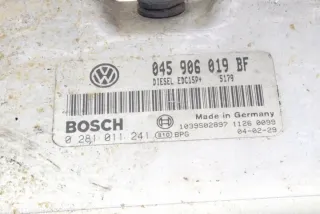 045 906 019 BF
DIESEL EDC15P+ 5179
Made in Germany
BOSCH
1039S02897 1126 0099
0 281 011 241 BPG
04-02-29